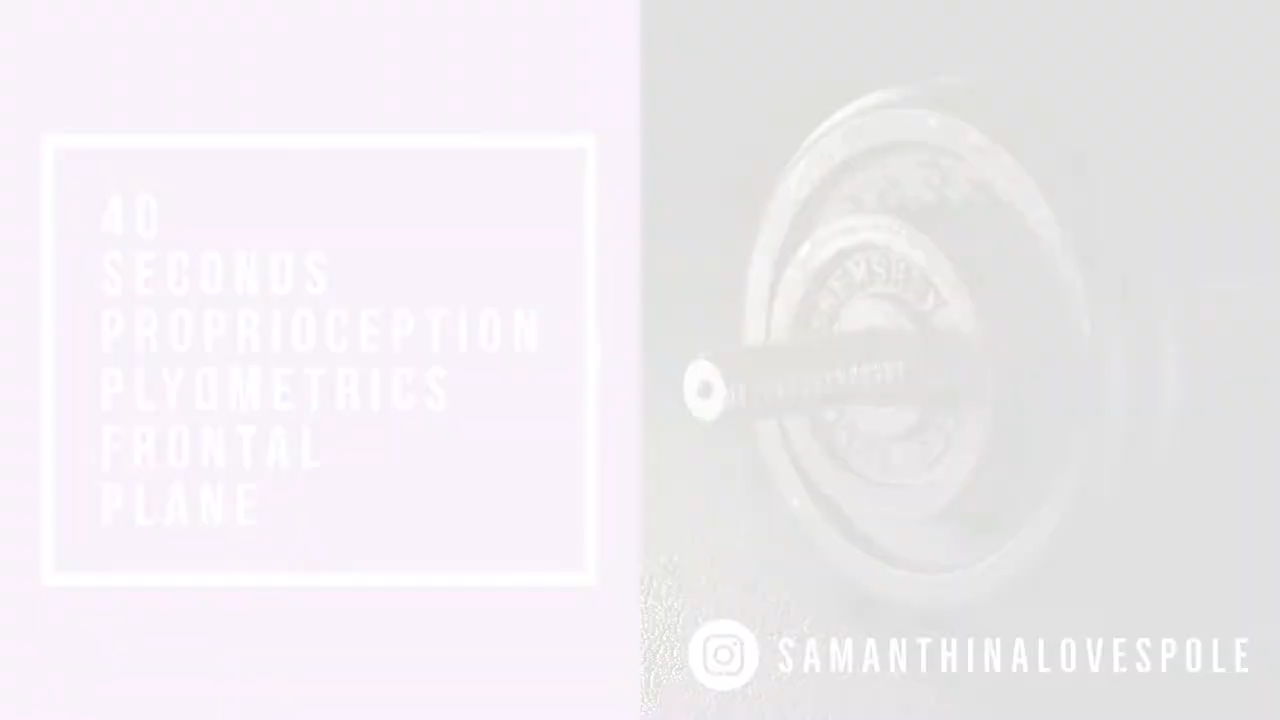 40
SECONDS
PROPRIOCEPTION
PLYOMETRICS
FRONTAL
PLANE
SAMANTHINALOVESPOLE